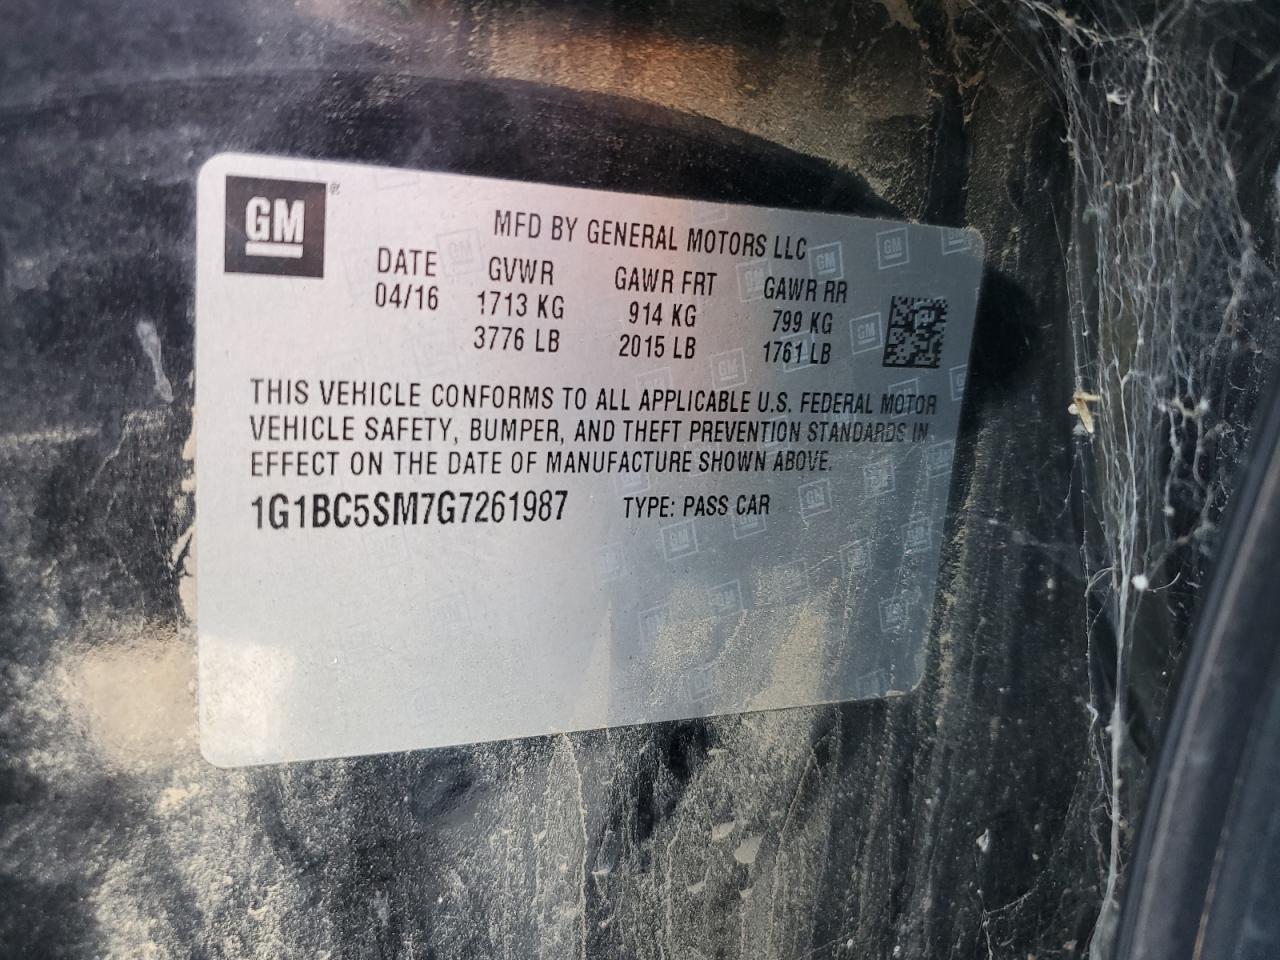 GM®
MFD BY GENERAL MOTORS LLC
DATE GVWR GAWR FRT GAWR RR
04/16 1713 KG 914 KG 799 KG
3776 LB 2015 LB 1761 LB
THIS VEHICLE CONFORMS TO ALL APPLICABLE U.S. FEDERAL MOTOR
VEHICLE SAFETY, BUMPER, AND THEFT PREVENTION STANDARDS IN
EFFECT ON THE DATE OF MANUFACTURE SHOWN ABOVE.
1G1BC5SM7G7261987 TYPE: PASS CAR